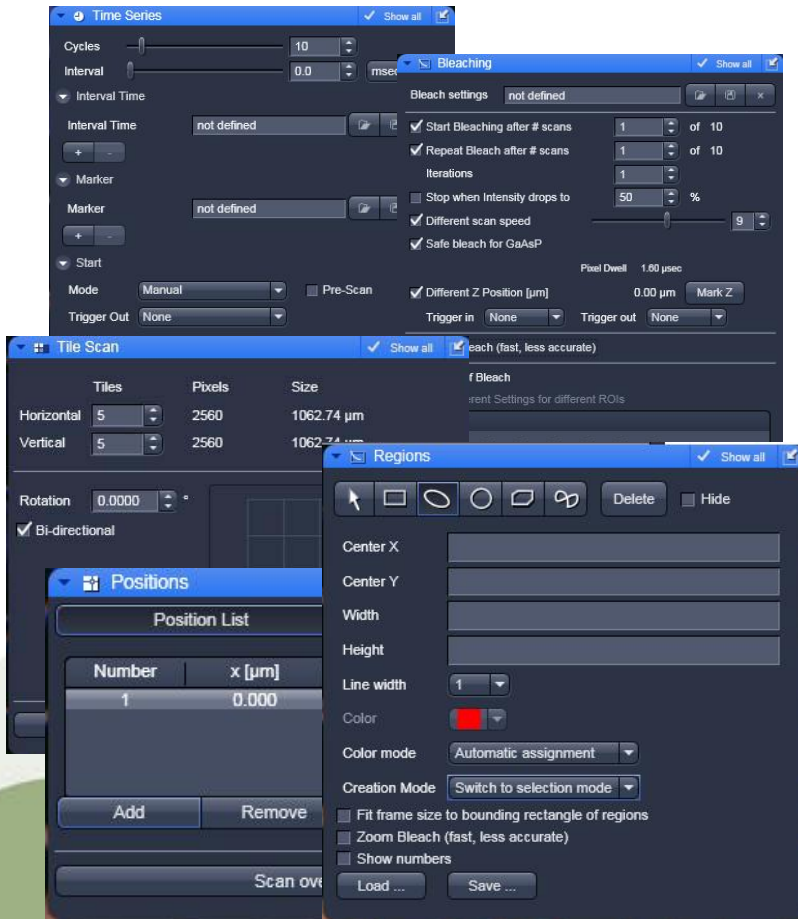 Time Series Show all
Cycles 10
Interval 0.0 msec
Interval Time
Interval Time not defined
+ -
Marker
Marker not defined
+ -
Start
Mode Manual Pre-Scan
Trigger Out None
Bleaching Show all
Bleach settings not defined
Start Bleaching after # scans 1 of 10
Repeat Bleach after # scans 1 of 10
Iterations 1
Stop when Intensity drops to 50 %
Different scan speed 9
Safe bleach for GaAsP
Pixel Dwell 1.60 µsec
Different Z Position [µm] 0.00 µm Mark Z
Trigger in None Trigger out None
each (fast, less accurate)
f Bleach
erent Settings for different ROIs
Tile Scan Show all
Tiles Pixels Size
Horizontal 5 2560 1062.74 µm
Vertical 5 2560 1062.74 µm
Rotation 0.0000 °
Bi-directional
Positions
Position List
Number x [µm]
1 0.000
Add Remove
Scan ove
Regions Show all
Delete Hide
Center X
Center Y
Width
Height
Line width 1
Color
Color mode Automatic assignment
Creation Mode Switch to selection mode
Fit frame size to bounding rectangle of regions
Zoom Bleach (fast, less accurate)
Show numbers
Load ... Save ...